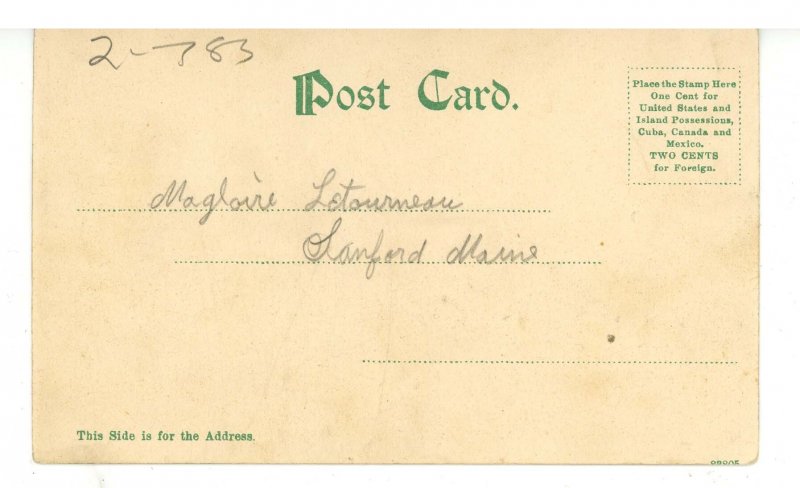 2-783
Post Card.
Place the Stamp Here
One Cent for
United States and
Island Possessions,
Cuba, Canada and
Mexico.
TWO CENTS
for Foreign.
Magloire Letourneau
Sanford Maine
This Side is for the Address.